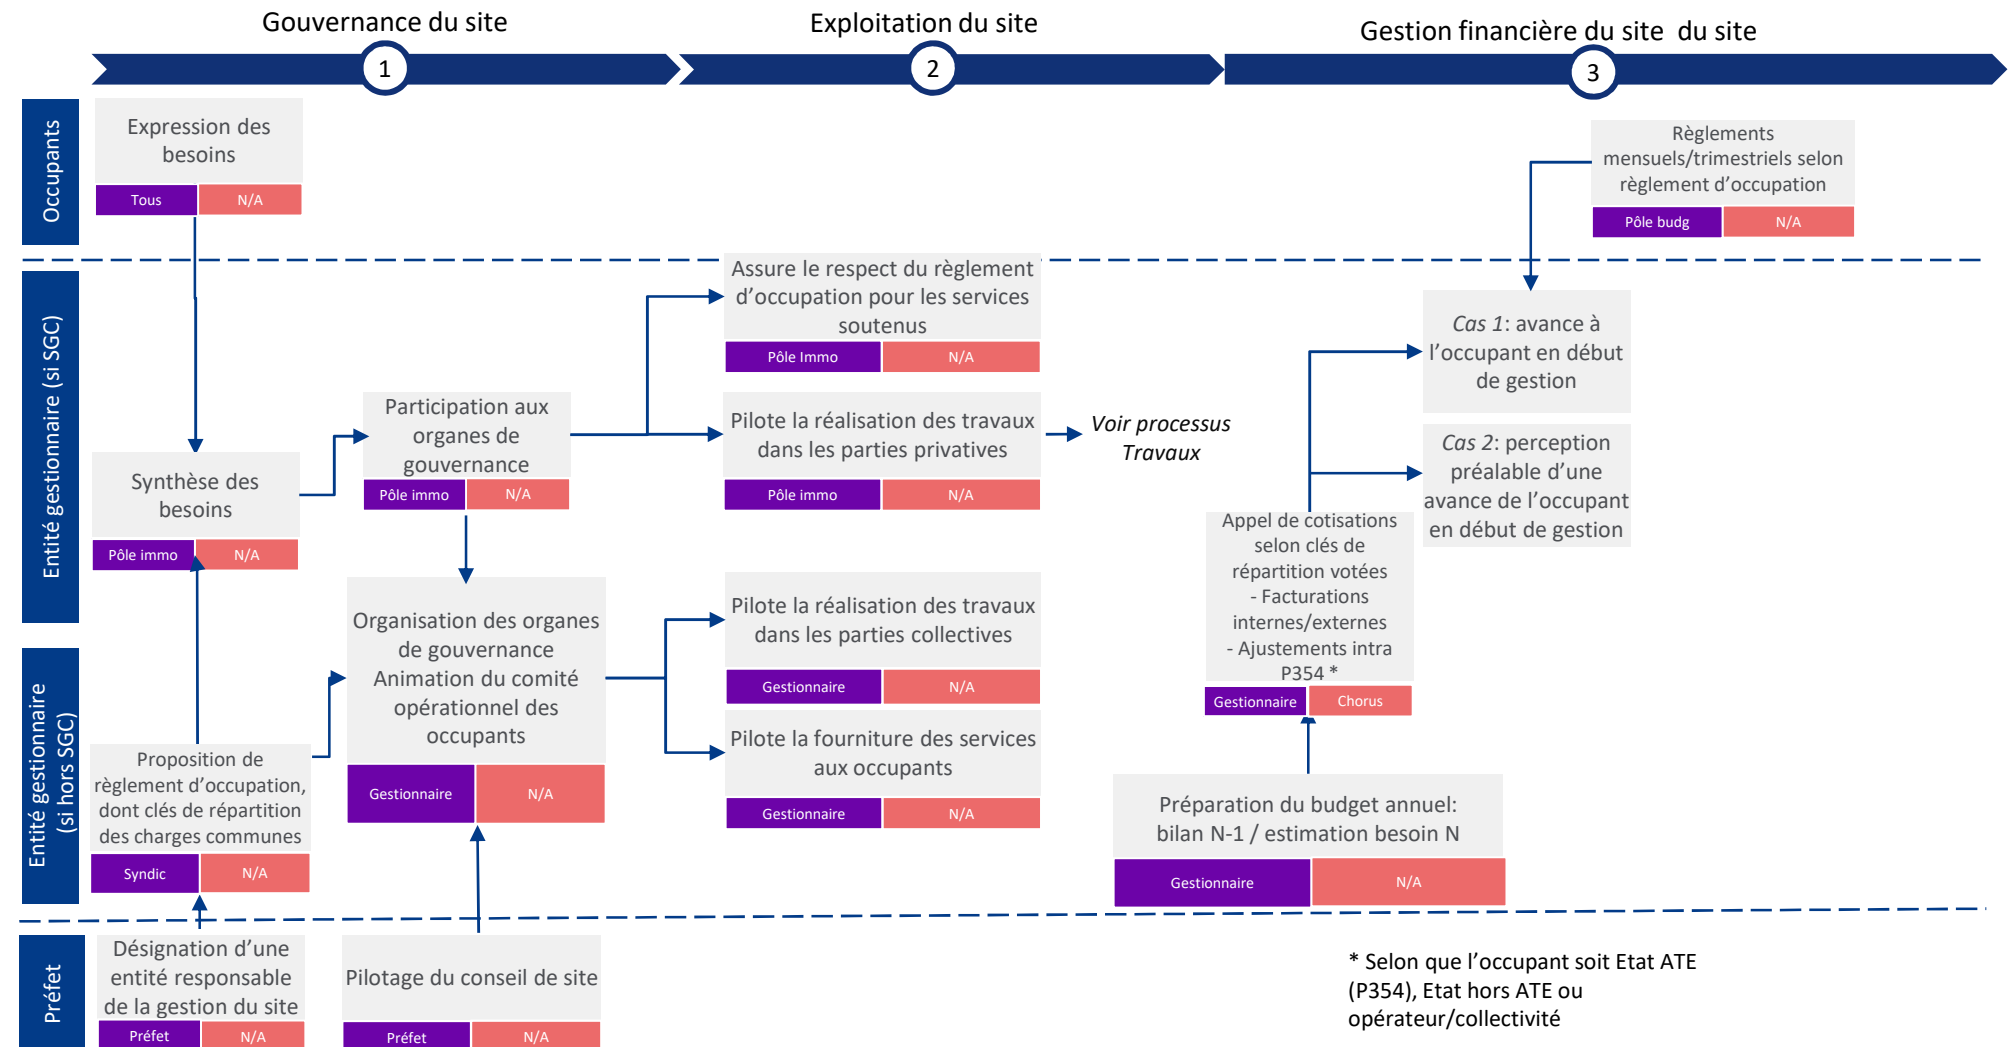 Gouvernance du site
Exploitation du site
Gestion financière du site  du site
1
2
3
Occupants
Expression des
besoins
Tous
N/A
Règlements
mensuels/trimestriels selon
règlement d’occupation
Pôle budg
N/A
Entité gestionnaire (si SGC)
Assure le respect du règlement
d’occupation pour les services
soutenus
Pôle Immo
N/A
Cas 1: avance à
l’occupant en début
de gestion
Participation aux
organes de
gouvernance
Pôle immo
N/A
Pilote la réalisation des travaux
dans les parties privatives
Pôle immo
N/A
Voir processus
Travaux
Cas 2: perception
préalable d’une
avance de l’occupant
en début de gestion
Synthèse des
besoins
Pôle immo
N/A
Appel de cotisations
selon clés de
répartition votées
- Facturations
internes/externes
- Ajustements intra
P354 *
Gestionnaire
Chorus
Entité gestionnaire
(si hors SGC)
Organisation des organes
de gouvernance
Animation du comité
opérationnel des
occupants
Gestionnaire
N/A
Pilote la réalisation des travaux
dans les parties collectives
Gestionnaire
N/A
Proposition de
règlement d’occupation,
dont clés de répartition
des charges communes
Syndic
N/A
Pilote la fourniture des services
aux occupants
Gestionnaire
N/A
Préparation du budget annuel:
bilan N-1 / estimation besoin N
Gestionnaire
N/A
Préfet
Désignation d’une
entité responsable
de la gestion du site
Préfet
N/A
Pilotage du conseil de site
Préfet
N/A
* Selon que l’occupant soit Etat ATE
(P354), Etat hors ATE ou
opérateur/collectivité